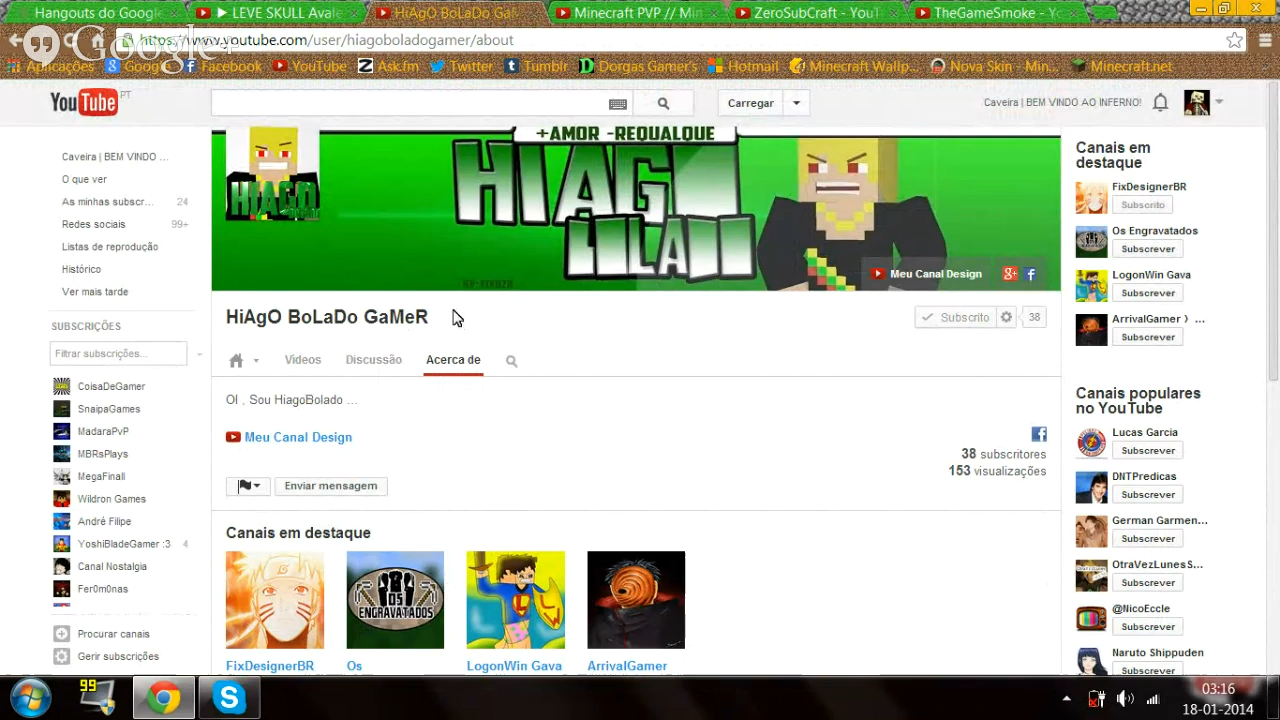 Hangouts do Google
▶ LEVE SKULL Avale
HiAgO BoLaDo Ga
Minecraft PVP // Min
ZeroSubCraft - YouT
TheGameSmoke - Yo
https://www.youtube.com/user/hiagoboladogamer/about
Google+
Aplicações
Google
Facebook
YouTube
Ask.fm
Twitter
Tumblr
Dorgas Gamer's
Hotmail
Minecraft Wallp...
Nova Skin - Min...
Minecraft.net
YouTube PT
Carregar
Caveira | BEM VINDO AO INFERNO!
Caveira | BEM VINDO ...
O que ver
As minhas subscr... 24
Redes sociais 99+
Listas de reprodução
Histórico
Ver mais tarde
SUBSCRIÇÕES
Filtrar subscrições...
CoisaDeGamer
SnaipaGames
MadaraPvP
MBRsPlays
MegaFinall
Wildron Games
André Filipe
YoshiBladeGamer :3 4
Canal Nostalgia
Fer0m0nas
Procurar canais
Gerir subscrições
+AMOR -REQUALQUE
HIAGO
HIAGO
Meu Canal Design
HiAgO BoLaDo GaMeR
Subscrito 38
Videos
Discussão
Acerca de
OI , Sou HiagoBolado ...
Meu Canal Design
38 subscritores
153 visualizações
Enviar mensagem
Canais em destaque
OS
ENGRAVATADOS
FixDesignerBR
Os
LogonWin Gava
ArrivalGamer
Canais em
destaque
FixDesignerBR
Subscrito
Os Engravatados
Subscrever
LogonWin Gava
Subscrever
ArrivalGamer ) ...
Subscrever
Canais populares
no YouTube
Lucas Garcia
Subscrever
DNTPredicas
Subscrever
German Garmen...
Subscrever
OtraVezLunesS...
Subscrever
@NicoEccle
Subscrever
Naruto Shippuden
Subscrever
99
03:16
18-01-2014